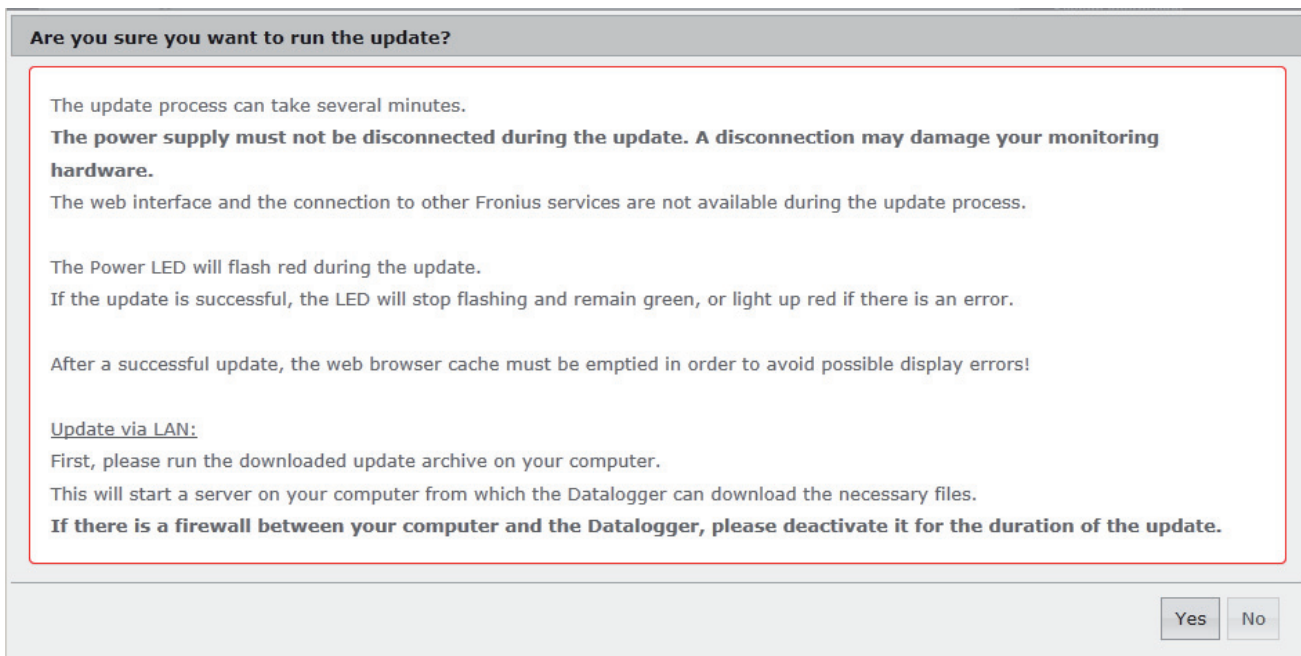 Are you sure you want to run the update?
The update process can take several minutes.
The power supply must not be disconnected during the update. A disconnection may damage your monitoring
hardware.
The web interface and the connection to other Fronius services are not available during the update process.
The Power LED will flash red during the update.
If the update is successful, the LED will stop flashing and remain green, or light up red if there is an error.
After a successful update, the web browser cache must be emptied in order to avoid possible display errors!
Update via LAN:
First, please run the downloaded update archive on your computer.
This will start a server on your computer from which the Datalogger can download the necessary files.
If there is a firewall between your computer and the Datalogger, please deactivate it for the duration of the update.
Yes No